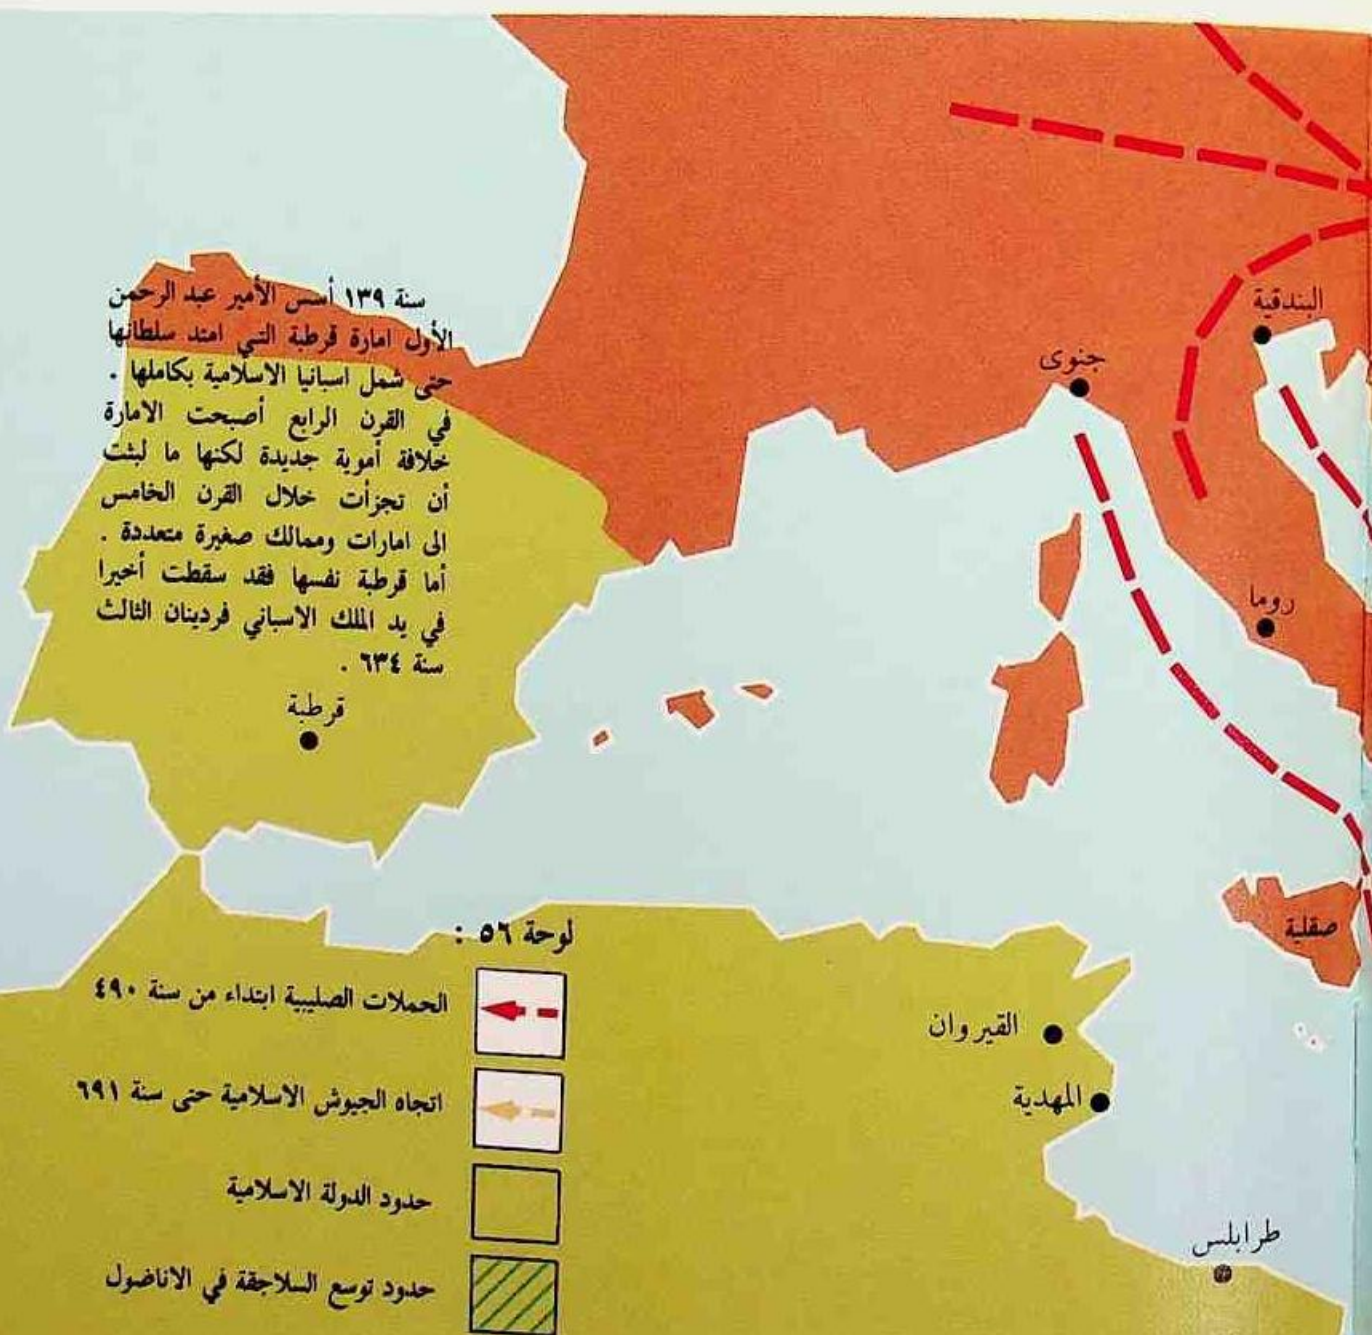 البندقية
جنوى
روما
سنة ١٣٩ أسس الأمير عبد الرحمن
الأول امارة قرطبة التي امتد سلطانها
حتى شمل اسبانيا الاسلامية بكاملها .
في القرن الرابع أصبحت الامارة
خلافة أموية جديدة لكنها ما لبثت
أن تجزأت خلال القرن الخامس
الى امارات وممالك صغيرة متعددة .
أما قرطبة نفسها فقد سقطت أخيرا
في يد الملك الاسباني فردينان الثالث
سنة ٦٣٤ .
قرطبة
صقلية
القيروان
المهدية
طرابلس
لوحة ٥٦ :
الحملات الصليبية ابتداء من سنة ٤٩٠
اتجاه الجيوش الاسلامية حتى سنة ٦٩١
حدود الدولة الاسلامية
حدود توسع السلاجقة في الاناضول